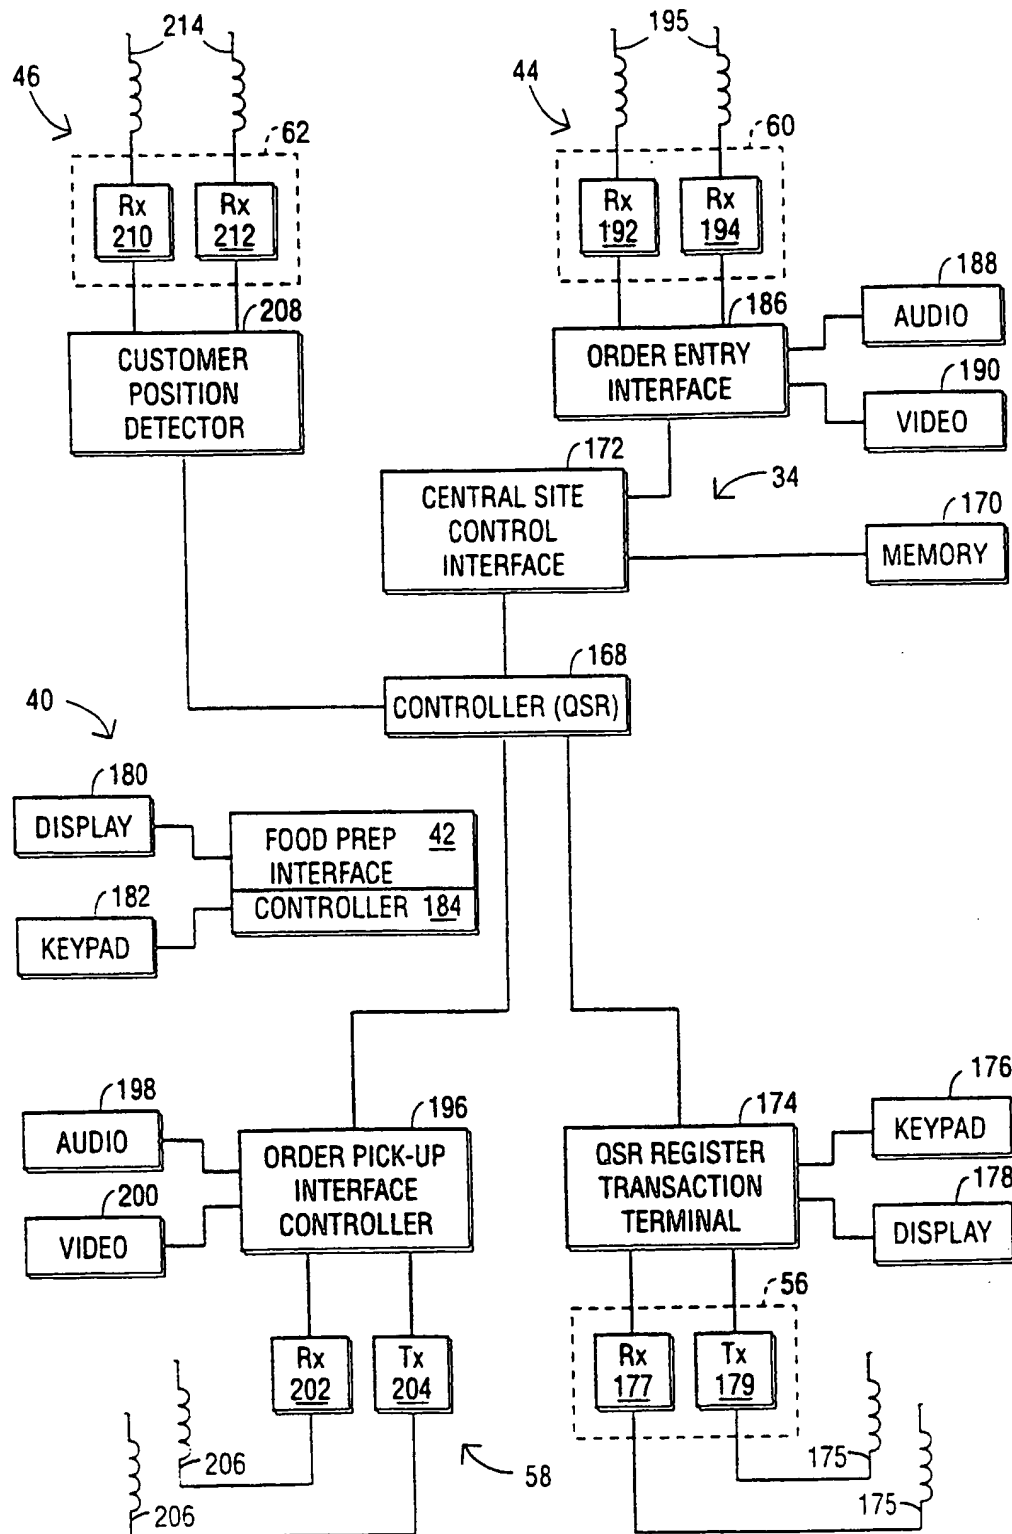 214
195
46
44
62
60
Rx
210
Rx
212
Rx
192
Rx
194
208
186
188
CUSTOMER
POSITION
DETECTOR
ORDER ENTRY
INTERFACE
AUDIO
190
VIDEO
172
34
CENTRAL SITE
CONTROL
INTERFACE
170
MEMORY
168
CONTROLLER (QSR)
40
180
DISPLAY
FOOD PREP 42
INTERFACE
CONTROLLER 184
182
KEYPAD
198
AUDIO
196
ORDER PICK-UP
INTERFACE
CONTROLLER
200
VIDEO
174
QSR REGISTER
TRANSACTION
TERMINAL
176
KEYPAD
178
DISPLAY
56
Rx
202
Tx
204
Rx
177
Tx
179
206
206
58
175
175